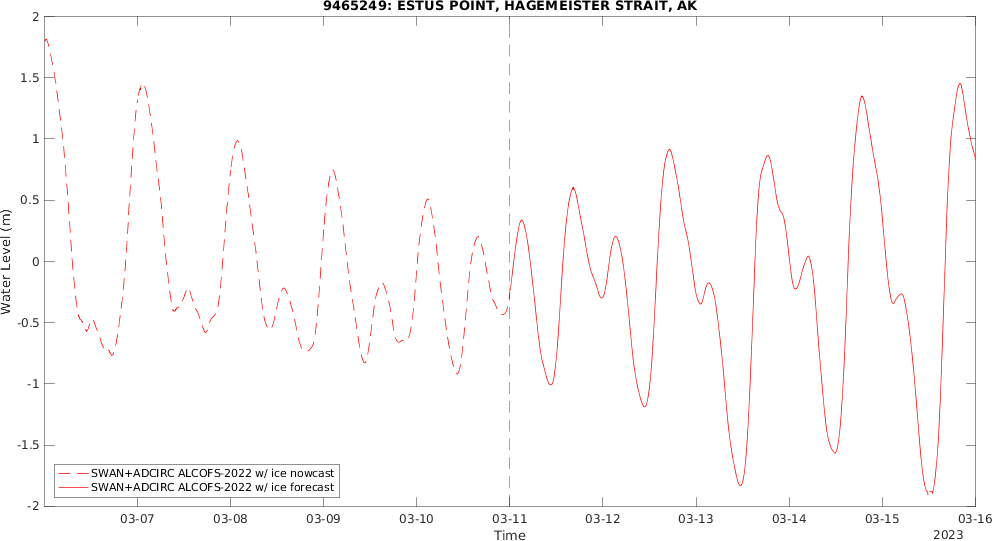 9465249: ESTUS POINT, HAGEMEISTER STRAIT, AK
2
1.5
1
0.5
0
-0.5
-1
-1.5
-2
Water Level (m)
SWAN+ADCIRC ALCOFS-2022 w/ ice nowcast
SWAN+ADCIRC ALCOFS-2022 w/ ice forecast
03-07 03-08 03-09 03-10 03-11 03-12 03-13 03-14 03-15 03-16
Time
2023